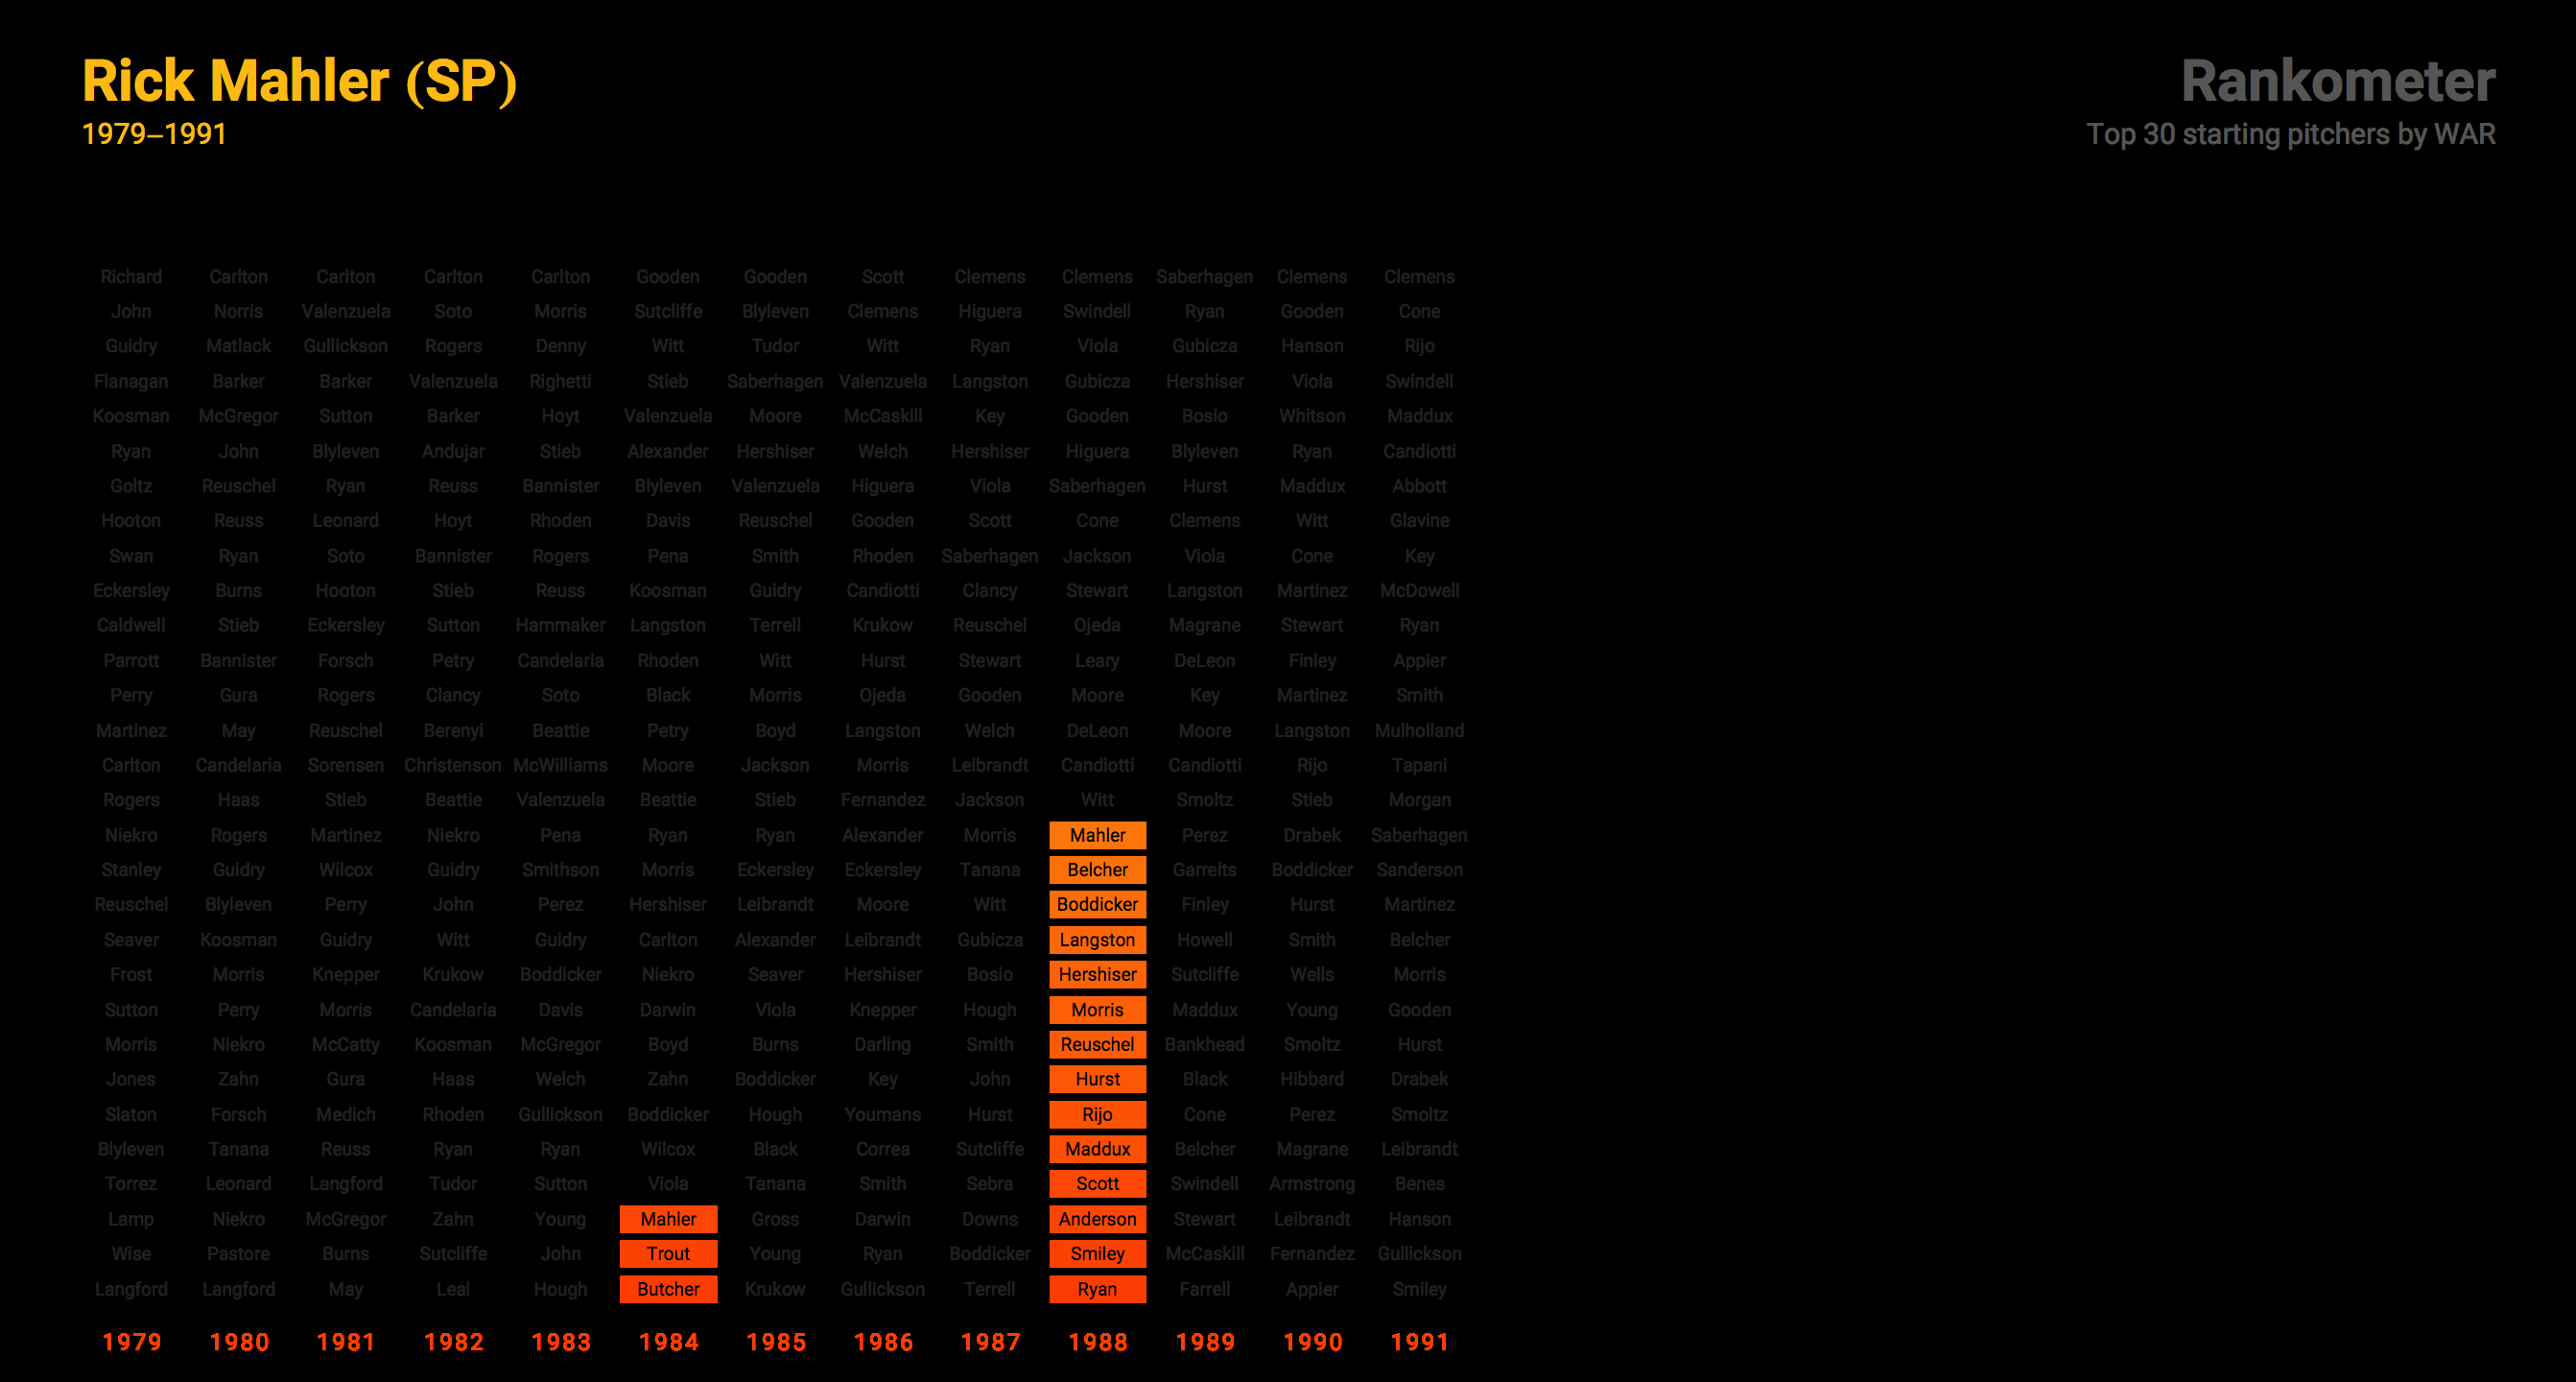 Rick Mahler (SP)
1979–1991
Rankometer
Top 30 starting pitchers by WAR
Richard Carlton Carlton Carlton Carlton Gooden Gooden Scott Clemens Clemens Saberhagen Clemens Clemens
John Norris Valenzuela Soto Morris Sutcliffe Blyleven Clemens Higuera Swindell Ryan Gooden Cone
Guidry Matlack Gullickson Rogers Denny Witt Tudor Witt Ryan Viola Gubicza Hanson Rijo
Flanagan Barker Barker Valenzuela Righetti Stieb Saberhagen Valenzuela Langston Gubicza Hershiser Viola Swindell
Koosman McGregor Sutton Barker Hoyt Valenzuela Moore McCaskill Key Gooden Bosio Whitson Maddux
Ryan John Blyleven Andujar Stieb Alexander Hershiser Welch Hershiser Higuera Blyleven Ryan Candiotti
Goltz Reuschel Ryan Reuss Bannister Blyleven Valenzuela Higuera Viola Saberhagen Hurst Maddux Abbott
Hooton Reuss Leonard Hoyt Rhoden Davis Reuschel Gooden Scott Cone Clemens Witt Glavine
Swan Ryan Soto Bannister Rogers Pena Smith Rhoden Saberhagen Jackson Viola Cone Key
Eckersley Burns Hooton Stieb Reuss Koosman Guidry Candiotti Clancy Stewart Langston Martinez McDowell
Caldwell Stieb Eckersley Sutton Hammaker Langston Terrell Krukow Reuschel Ojeda Magrane Stewart Ryan
Parrott Bannister Forsch Petry Candelaria Rhoden Witt Hurst Stewart Leary DeLeon Finley Appier
Perry Gura Rogers Clancy Soto Black Morris Ojeda Gooden Moore Key Martinez Smith
Martinez May Reuschel Berenyi Beattie Petry Boyd Langston Welch DeLeon Moore Langston Mulholland
Carlton Candelaria Sorensen Christenson McWilliams Moore Jackson Morris Leibrandt Candiotti Candiotti Rijo Tapani
Rogers Haas Stieb Beattie Valenzuela Beattie Stieb Fernandez Jackson Witt Smoltz Stieb Morgan
Niekro Rogers Martinez Niekro Pena Ryan Ryan Alexander Morris Mahler Perez Drabek Saberhagen
Stanley Guidry Wilcox Guidry Smithson Morris Eckersley Eckersley Tanana Belcher Garrelts Boddicker Sanderson
Reuschel Blyleven Perry John Perez Hershiser Leibrandt Moore Witt Boddicker Finley Hurst Martinez
Seaver Koosman Guidry Witt Guidry Carlton Alexander Leibrandt Gubicza Langston Howell Smith Belcher
Frost Morris Knepper Krukow Boddicker Niekro Seaver Hershiser Bosio Hershiser Sutcliffe Wells Morris
Sutton Perry Morris Candelaria Davis Darwin Viola Knepper Hough Morris Maddux Young Gooden
Morris Niekro McCatty Koosman McGregor Boyd Burns Darling Smith Reuschel Bankhead Smoltz Hurst
Jones Zahn Gura Haas Welch Zahn Boddicker Key John Hurst Black Hibbard Drabek
Slaton Forsch Medich Rhoden Gullickson Boddicker Hough Youmans Hurst Rijo Cone Perez Smoltz
Blyleven Tanana Reuss Ryan Ryan Wilcox Black Correa Sutcliffe Maddux Belcher Magrane Leibrandt
Torrez Leonard Langford Tudor Sutton Viola Tanana Smith Sebra Scott Swindell Armstrong Benes
Lamp Niekro McGregor Zahn Young Mahler Gross Darwin Downs Anderson Stewart Leibrandt Hanson
Wise Pastore Burns Sutcliffe John Trout Young Ryan Boddicker Smiley McCaskill Fernandez Gullickson
Langford Langford May Leal Hough Butcher Krukow Gullickson Terrell Ryan Farrell Appier Smiley
1979 1980 1981 1982 1983 1984 1985 1986 1987 1988 1989 1990 1991